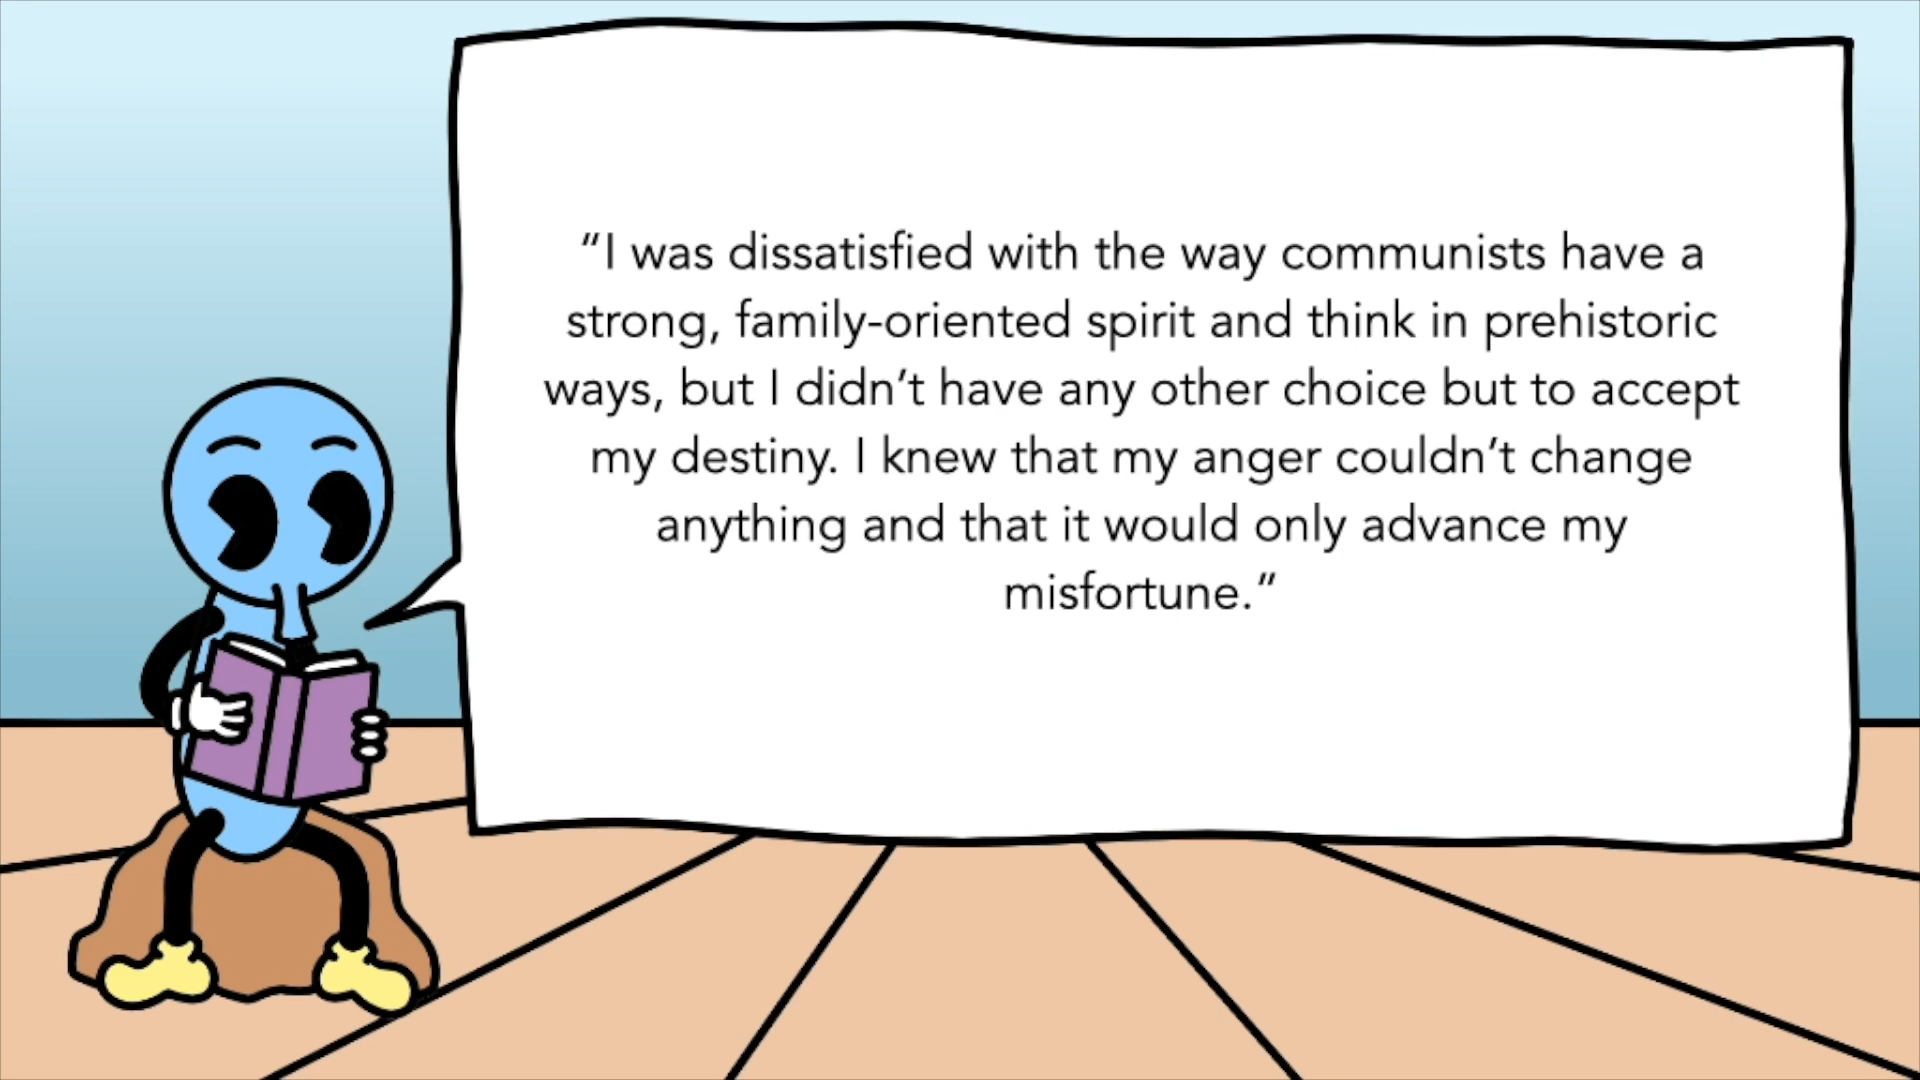 “I was dissatisfied with the way communists have a
strong, family-oriented spirit and think in prehistoric
ways, but I didn’t have any other choice but to accept
my destiny. I knew that my anger couldn’t change
anything and that it would only advance my
misfortune.”